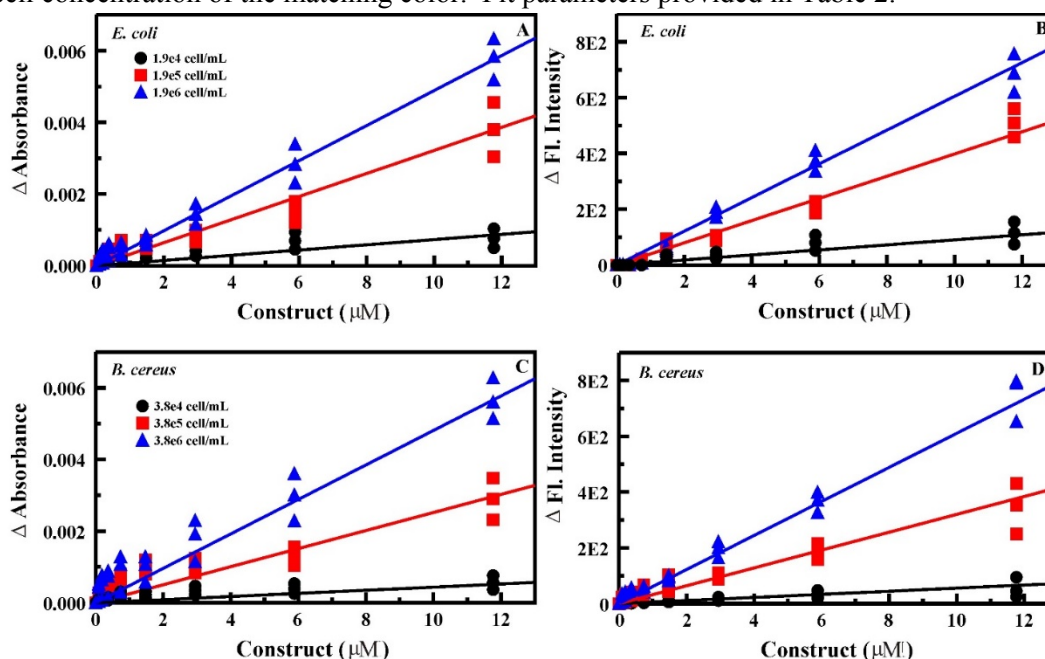 cell concentration of the matching color. Fit parameters provided in Table 2.
E. coli A
1.9e4 cell/mL
1.9e5 cell/mL
1.9e6 cell/mL
0.006
0.004
0.002
0.000
Δ Absorbance
0 2 4 6 8 10 12
Construct (μM)
E. coli B
8E2
6E2
4E2
2E2
0
Δ Fl. Intensity
0 2 4 6 8 10 12
Construct (μM)
B. cereus C
3.8e4 cell/mL
3.8e5 cell/mL
3.8e6 cell/mL
0.006
0.004
0.002
0.000
Δ Absorbance
0 2 4 6 8 10 12
Construct (μM)
B. cereus D
8E2
6E2
4E2
2E2
0
Δ Fl. Intensity
0 2 4 6 8 10 12
Construct (μM)